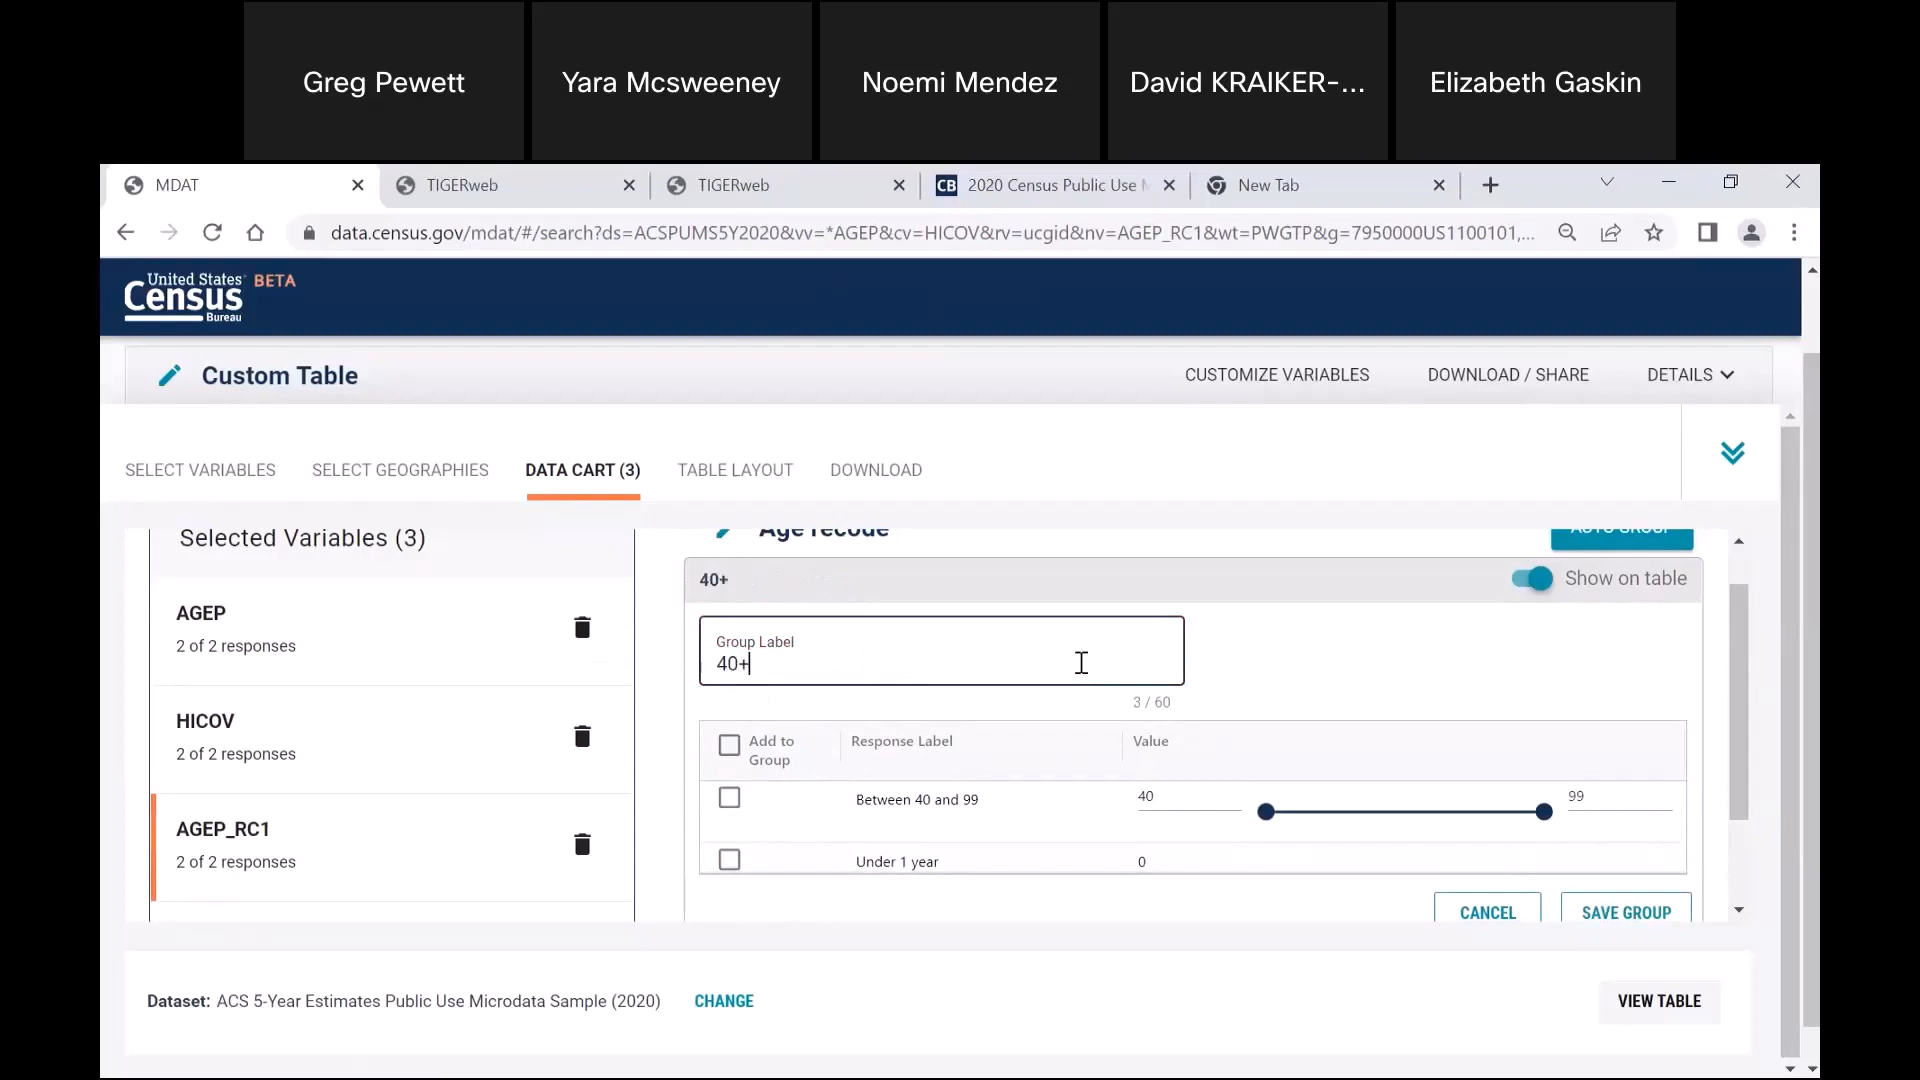 Greg Pewett
Yara Mcsweeney
Noemi Mendez
David KRAIKER-...
Elizabeth Gaskin
MDAT
TIGERweb
TIGERweb
CB 2020 Census Public Use
New Tab
data.census.gov/mdat/#/search?ds=ACSPUMS5Y2020&vv=*AGEP&cv=HICOV&rv=ucgid&nv=AGEP_RC1&wt=PWGTP&g=7950000US1100101,...
United States
Census
Bureau
BETA
Custom Table
CUSTOMIZE VARIABLES
DOWNLOAD / SHARE
DETAILS
SELECT VARIABLES
SELECT GEOGRAPHIES
DATA CART (3)
TABLE LAYOUT
DOWNLOAD
Selected Variables (3)
AGEP
2 of 2 responses
HICOV
2 of 2 responses
AGEP_RC1
2 of 2 responses
Age recode
AUTO GROUP
40+
Show on table
Group Label
40+
3 / 60
Add to
Group
Response Label
Value
Between 40 and 99
40
99
Under 1 year
0
CANCEL
SAVE GROUP
Dataset: ACS 5-Year Estimates Public Use Microdata Sample (2020)
CHANGE
VIEW TABLE